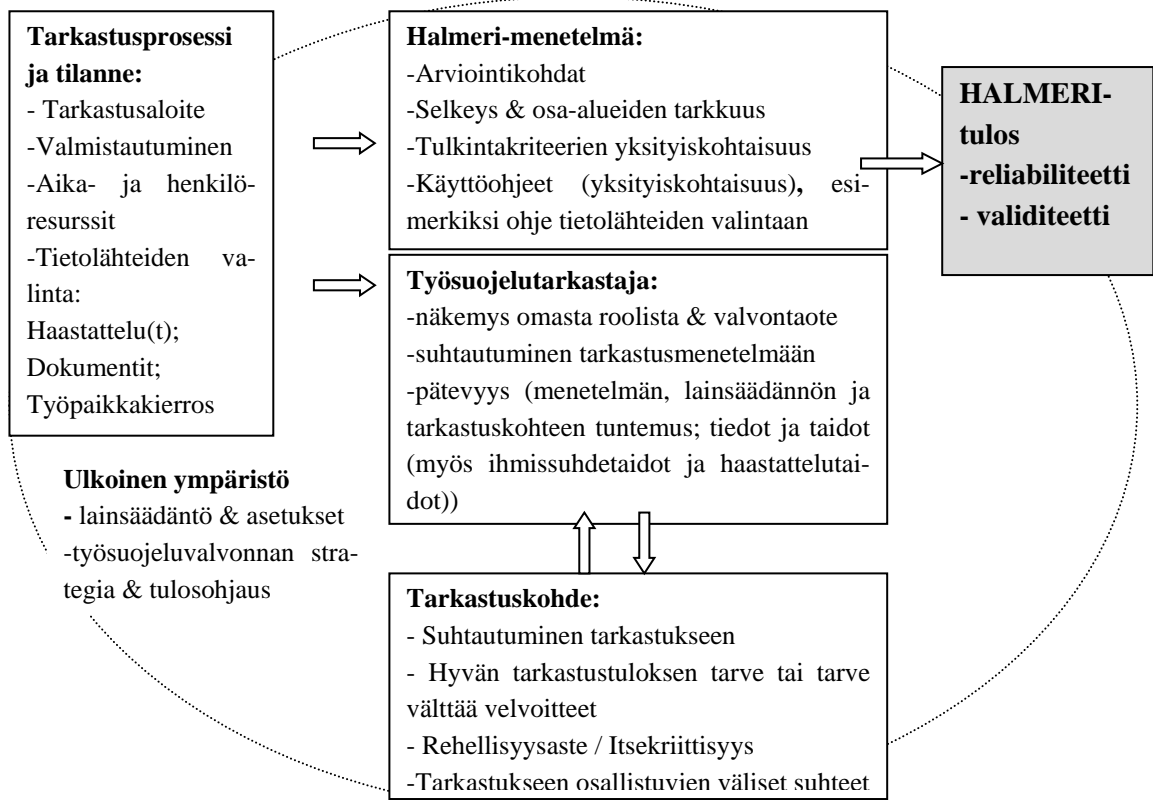 Tarkastusprosessi
ja tilanne:
- Tarkastusaloite
-Valmistautuminen
-Aika- ja henkilö-
resurssit
-Tietolähteiden va-
linta:
Haastattelu(t);
Dokumentit;
Työpaikkakierros
Halmeri-menetelmä:
-Arviointikohdat
-Selkeys & osa-alueiden tarkkuus
-Tulkintakriteerien yksityiskohtaisuus
-Käyttöohjeet (yksityiskohtaisuus), esi-
merkiksi ohje tietolähteiden valintaan
HALMERI-
tulos
-reliabiliteetti
- validiteetti
Työsuojelutarkastaja:
-näkemys omasta roolista & valvontaote
-suhtautuminen tarkastusmenetelmään
-pätevyys (menetelmän, lainsäädännön ja
tarkastuskohteen tuntemus; tiedot ja taidot
(myös ihmissuhdetaidot ja haastattelutai-
dot))
Ulkoinen ympäristö
- lainsäädäntö & asetukset
-työsuojeluvalvonnan stra-
tegia & tulosohjaus
Tarkastuskohde:
- Suhtautuminen tarkastukseen
- Hyvän tarkastustuloksen tarve tai tarve
välttää velvoitteet
- Rehellisyysaste / Itsekriittisyys
-Tarkastukseen osallistuvien väliset suhteet